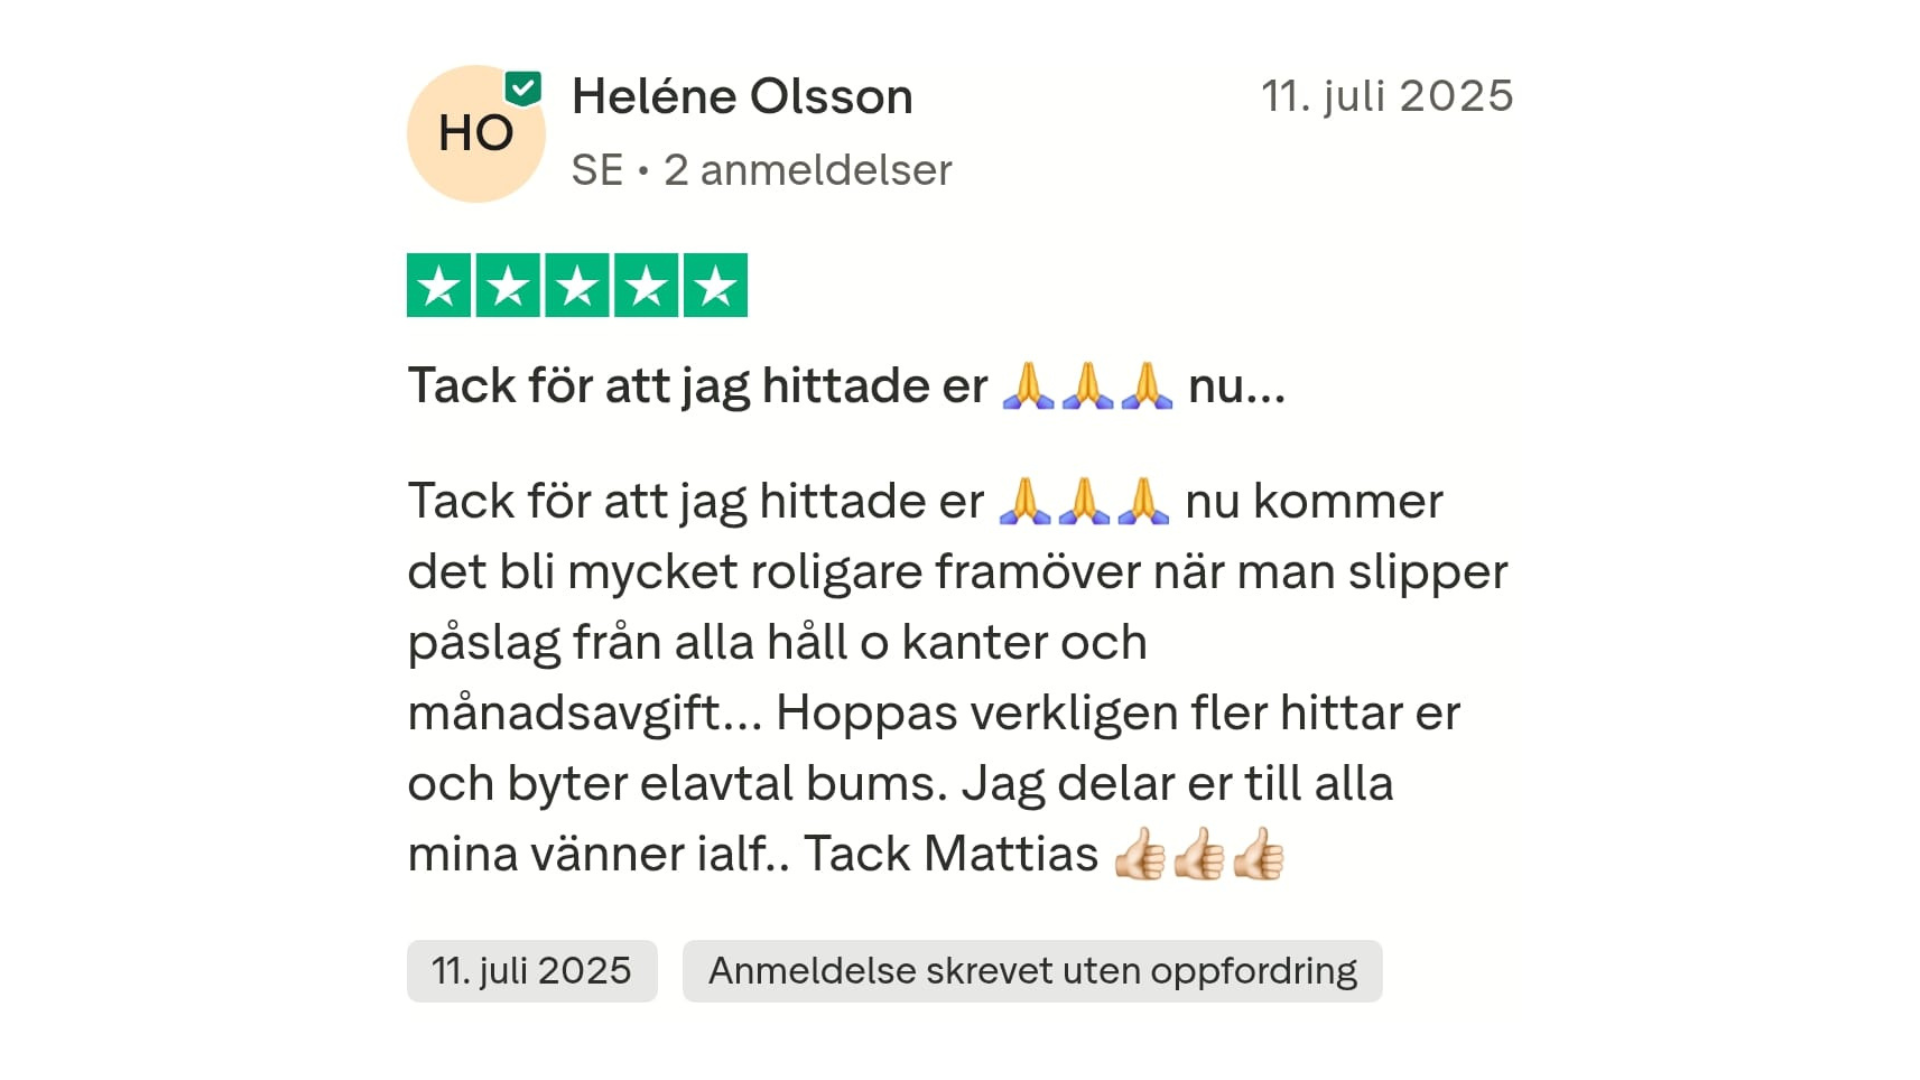 HO
Heléne Olsson
11. juli 2025
SE • 2 anmeldelser
Tack för att jag hittade er 🙏🙏🙏 nu...
Tack för att jag hittade er 🙏🙏🙏 nu kommer
det bli mycket roligare framöver när man slipper
påslag från alla håll o kanter och
månadsavgift... Hoppas verkligen fler hittar er
och byter elavtal bums. Jag delar er till alla
mina vänner ialf.. Tack Mattias 👍🏻👍🏻👍🏻
11. juli 2025
Anmeldelse skrevet uten oppfordring